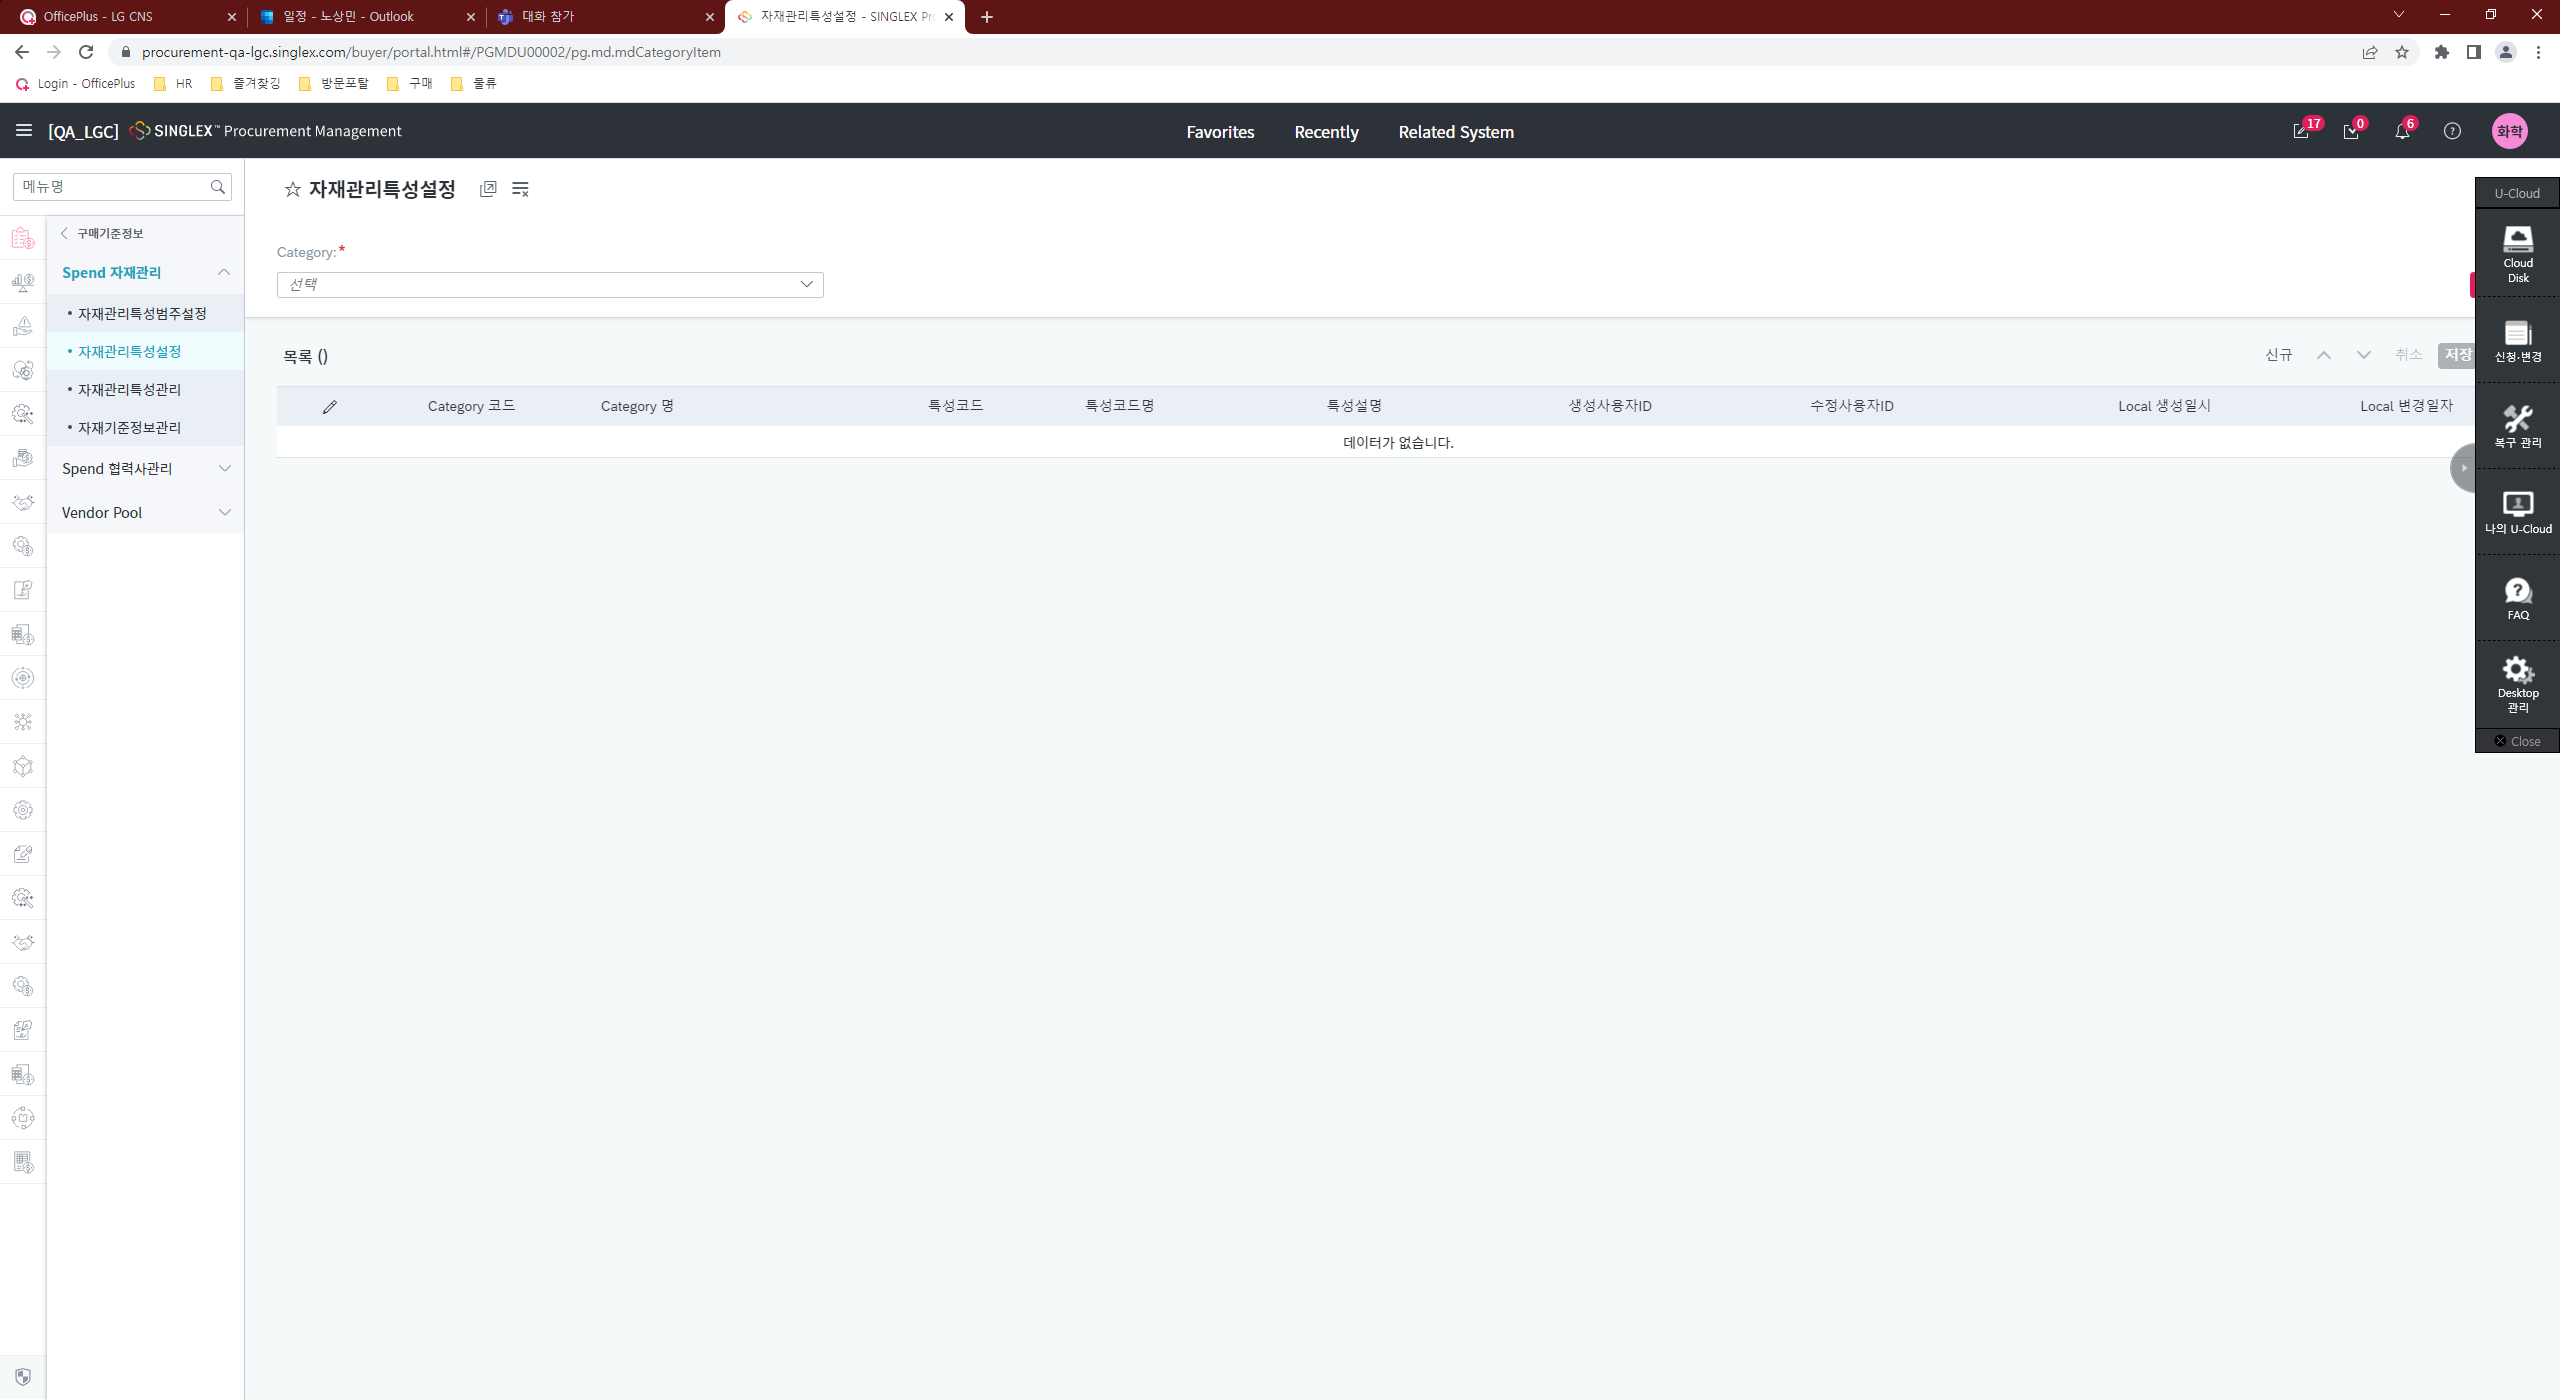 OfficePlus - LG CNS
일정 - 노상민 - Outlook
대화 참가
자재관리특성설정 - SINGLEX Pr
procurement-qa-lgc.singlex.com/buyer/portal.html#/PGMDU00002/pg.md.mdCategoryItem
Login - OfficePlus
HR
즐겨찾깅
방문포탈
구매
물류
[QA_LGC] SINGLEX™ Procurement Management
Favorites
Recently
Related System
17
0
6
화학
메뉴명
자재관리특성설정
구매기준정보
Spend 자재관리
자재관리특성범주설정
자재관리특성설정
자재관리특성관리
자재기준정보관리
Spend 협력사관리
Vendor Pool
Category:*
선택
목록 ()
신규
취소
저장
Category 코드
Category 명
특성코드
특성코드명
특성설명
생성사용자ID
수정사용자ID
Local 생성일시
Local 변경일자
데이터가 없습니다.
U-Cloud
Cloud
Disk
신청·변경
복구 관리
나의 U-Cloud
FAQ
Desktop
관리
Close